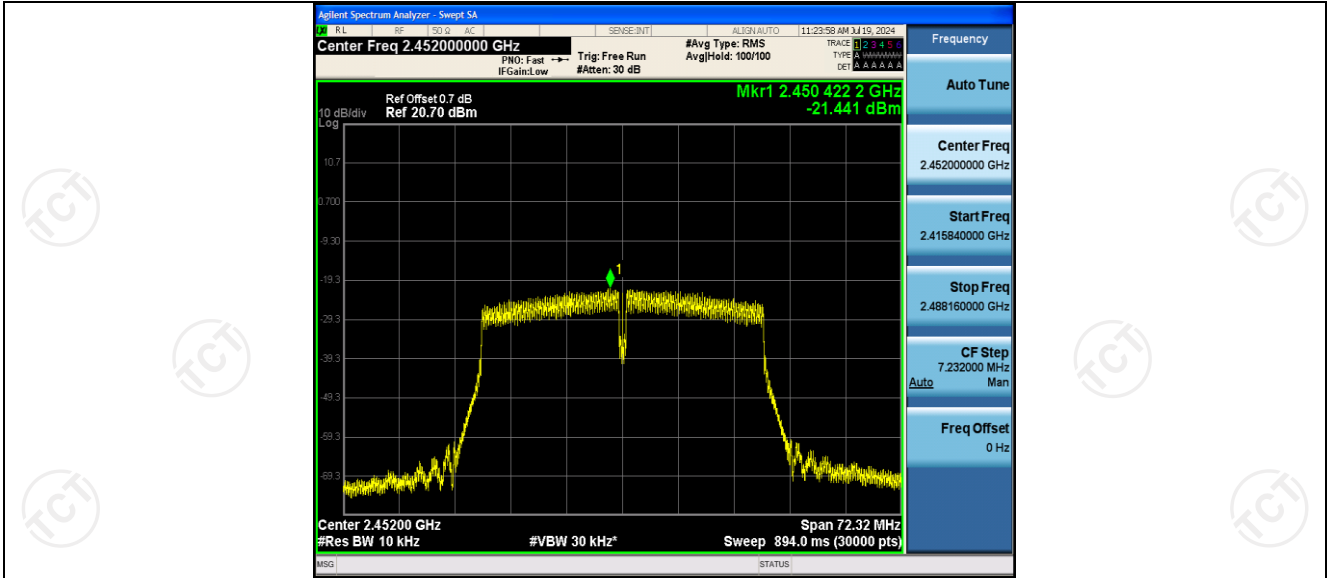 Agilent Spectrum Analyzer - Swept SA
RL RF 50 Ω AC SENSE:INT ALIGN AUTO 11:23:58 AM Jul 19, 2024
Center Freq 2.452000000 GHz
PNO: Fast
IFGain:Low
Trig: Free Run
#Atten: 30 dB
#Avg Type: RMS
Avg|Hold: 100/100
TRACE 1 2 3 4 5 6
TYPE A WWWWW
DET A A A A A A
Mkr1 2.450 422 2 GHz
-21.441 dBm
Ref Offset 0.7 dB
10 dB/div Ref 20.70 dBm
Log
10.7
0.700
-9.30
-19.3
-29.3
-39.3
-49.3
-59.3
-69.3
1
Center 2.45200 GHz Span 72.32 MHz
#Res BW 10 kHz #VBW 30 kHz* Sweep 894.0 ms (30000 pts)
MSG STATUS
Frequency
Auto Tune
Center Freq
2.452000000 GHz
Start Freq
2.415840000 GHz
Stop Freq
2.488160000 GHz
CF Step
7.232000 MHz
Auto Man
Freq Offset
0 Hz
TCT
TCT
TCT
TCT
TCT
TCT